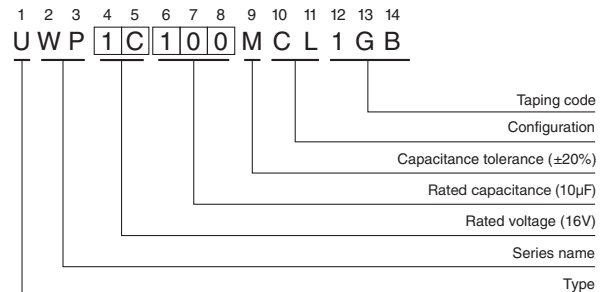 1 2 3 4 5 6 7 8 9 10 11 12 13 14
U W P 1 C 1 0 0 M C L 1 G B
Taping code
Configuration
Capacitance tolerance (±20%)
Rated capacitance (10µF)
Rated voltage (16V)
Series name
Type